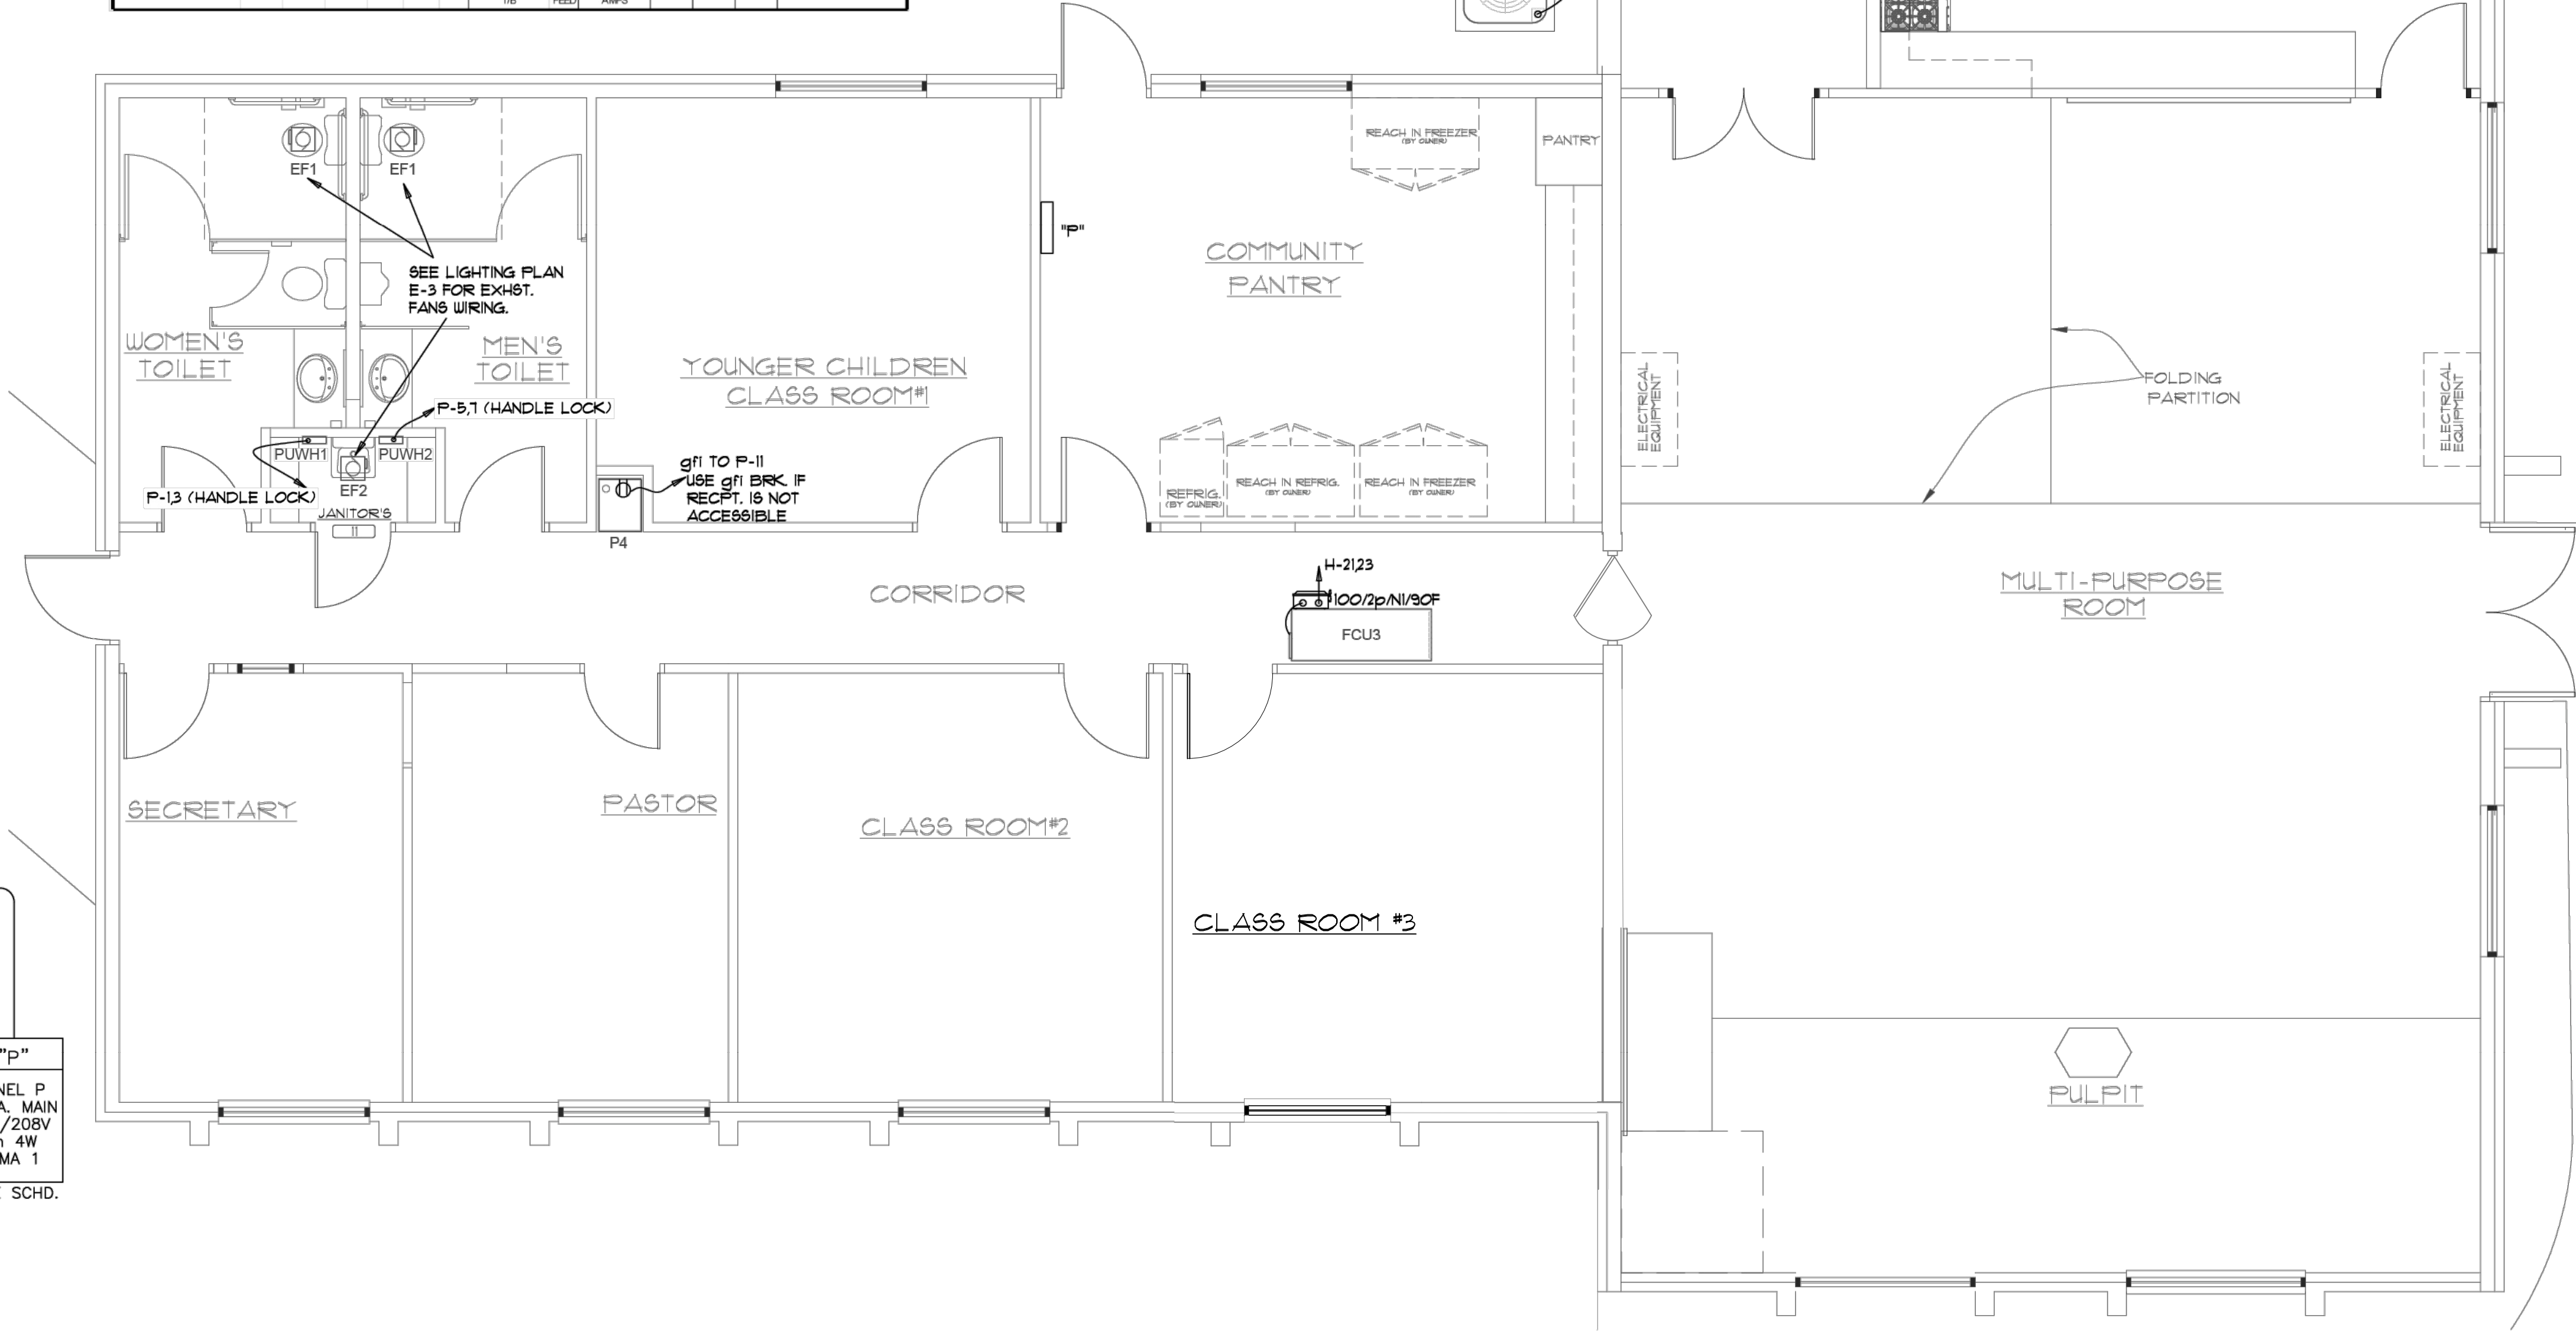 T/B FEED AMPS
REACH IN FREEZER
(BY OWNER)
PANTRY
EF1
EF1
"P"
COMMUNITY
PANTRY
SEE LIGHTING PLAN
E-3 FOR EXHST.
FANS WIRING.
WOMEN'S
TOILET
MEN'S
TOILET
YOUNGER CHILDREN
CLASS ROOM#1
P-5,7 (HANDLE LOCK)
ELECTRICAL
EQUIPMENT
FOLDING
PARTITION
ELECTRICAL
EQUIPMENT
PUWH1
PUWH2
P-1,3 (HANDLE LOCK)
EF2
JANITOR'S
11
gfi TO P-11
USE gfi BRK. IF
RECPT. IS NOT
ACCESSIBLE
P4
REFRIG.
(BY OWNER)
REACH IN REFRIG.
(BY OWNER)
REACH IN FREEZER
(BY OWNER)
CORRIDOR
H-21,23
100/2p/N1/90F
FCU3
MULTI-PURPOSE
ROOM
SECRETARY
PASTOR
CLASS ROOM#2
CLASS ROOM #3
PULPIT
"P"
NEL P
A. MAIN
/208V
4W
MA 1
SCHD.